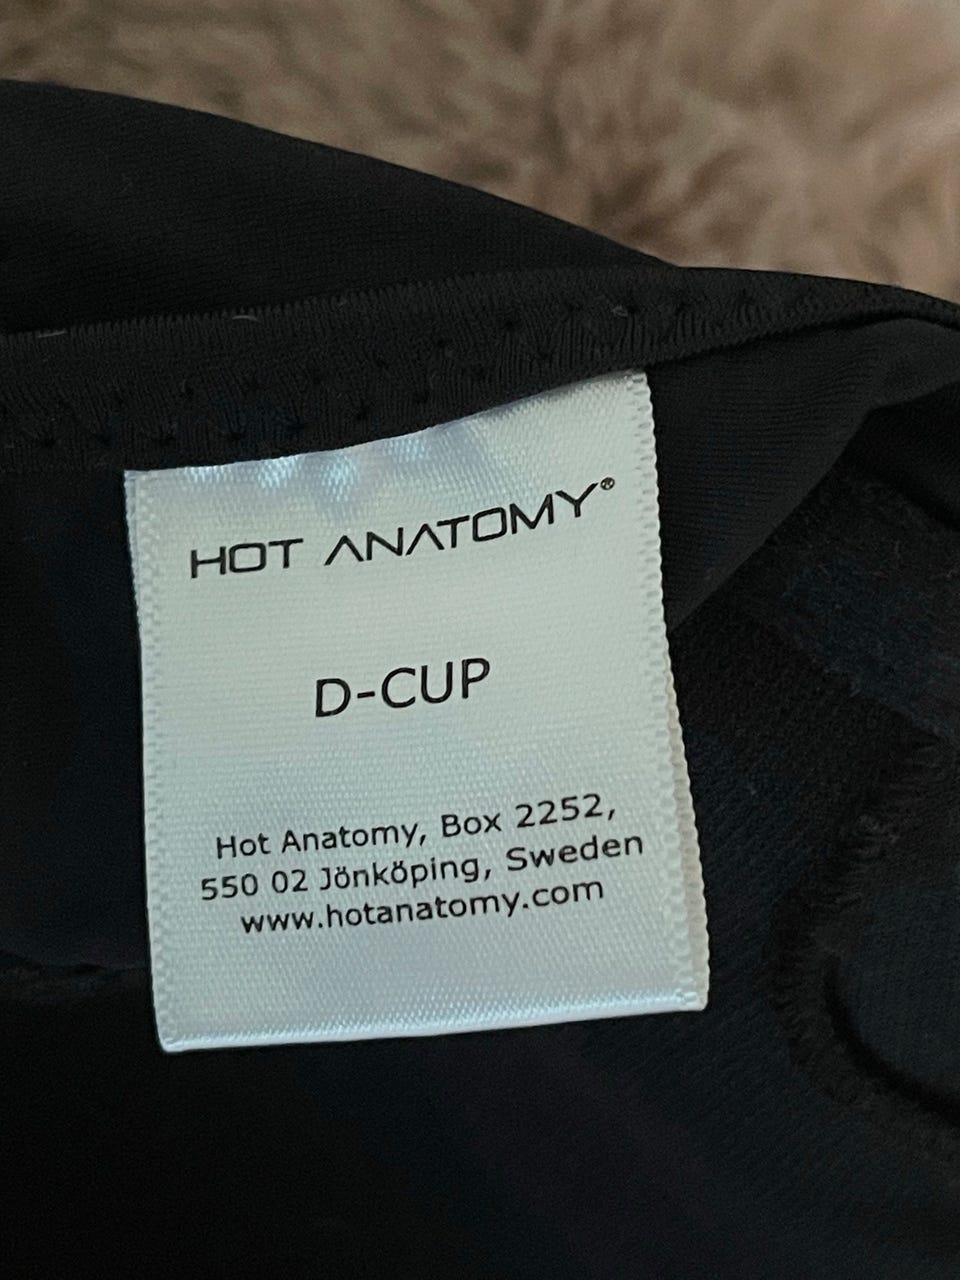 HOT ANATOMY®
D-CUP
Hot Anatomy, Box 2252,
550 02 Jönköping, Sweden
www.hotanatomy.com